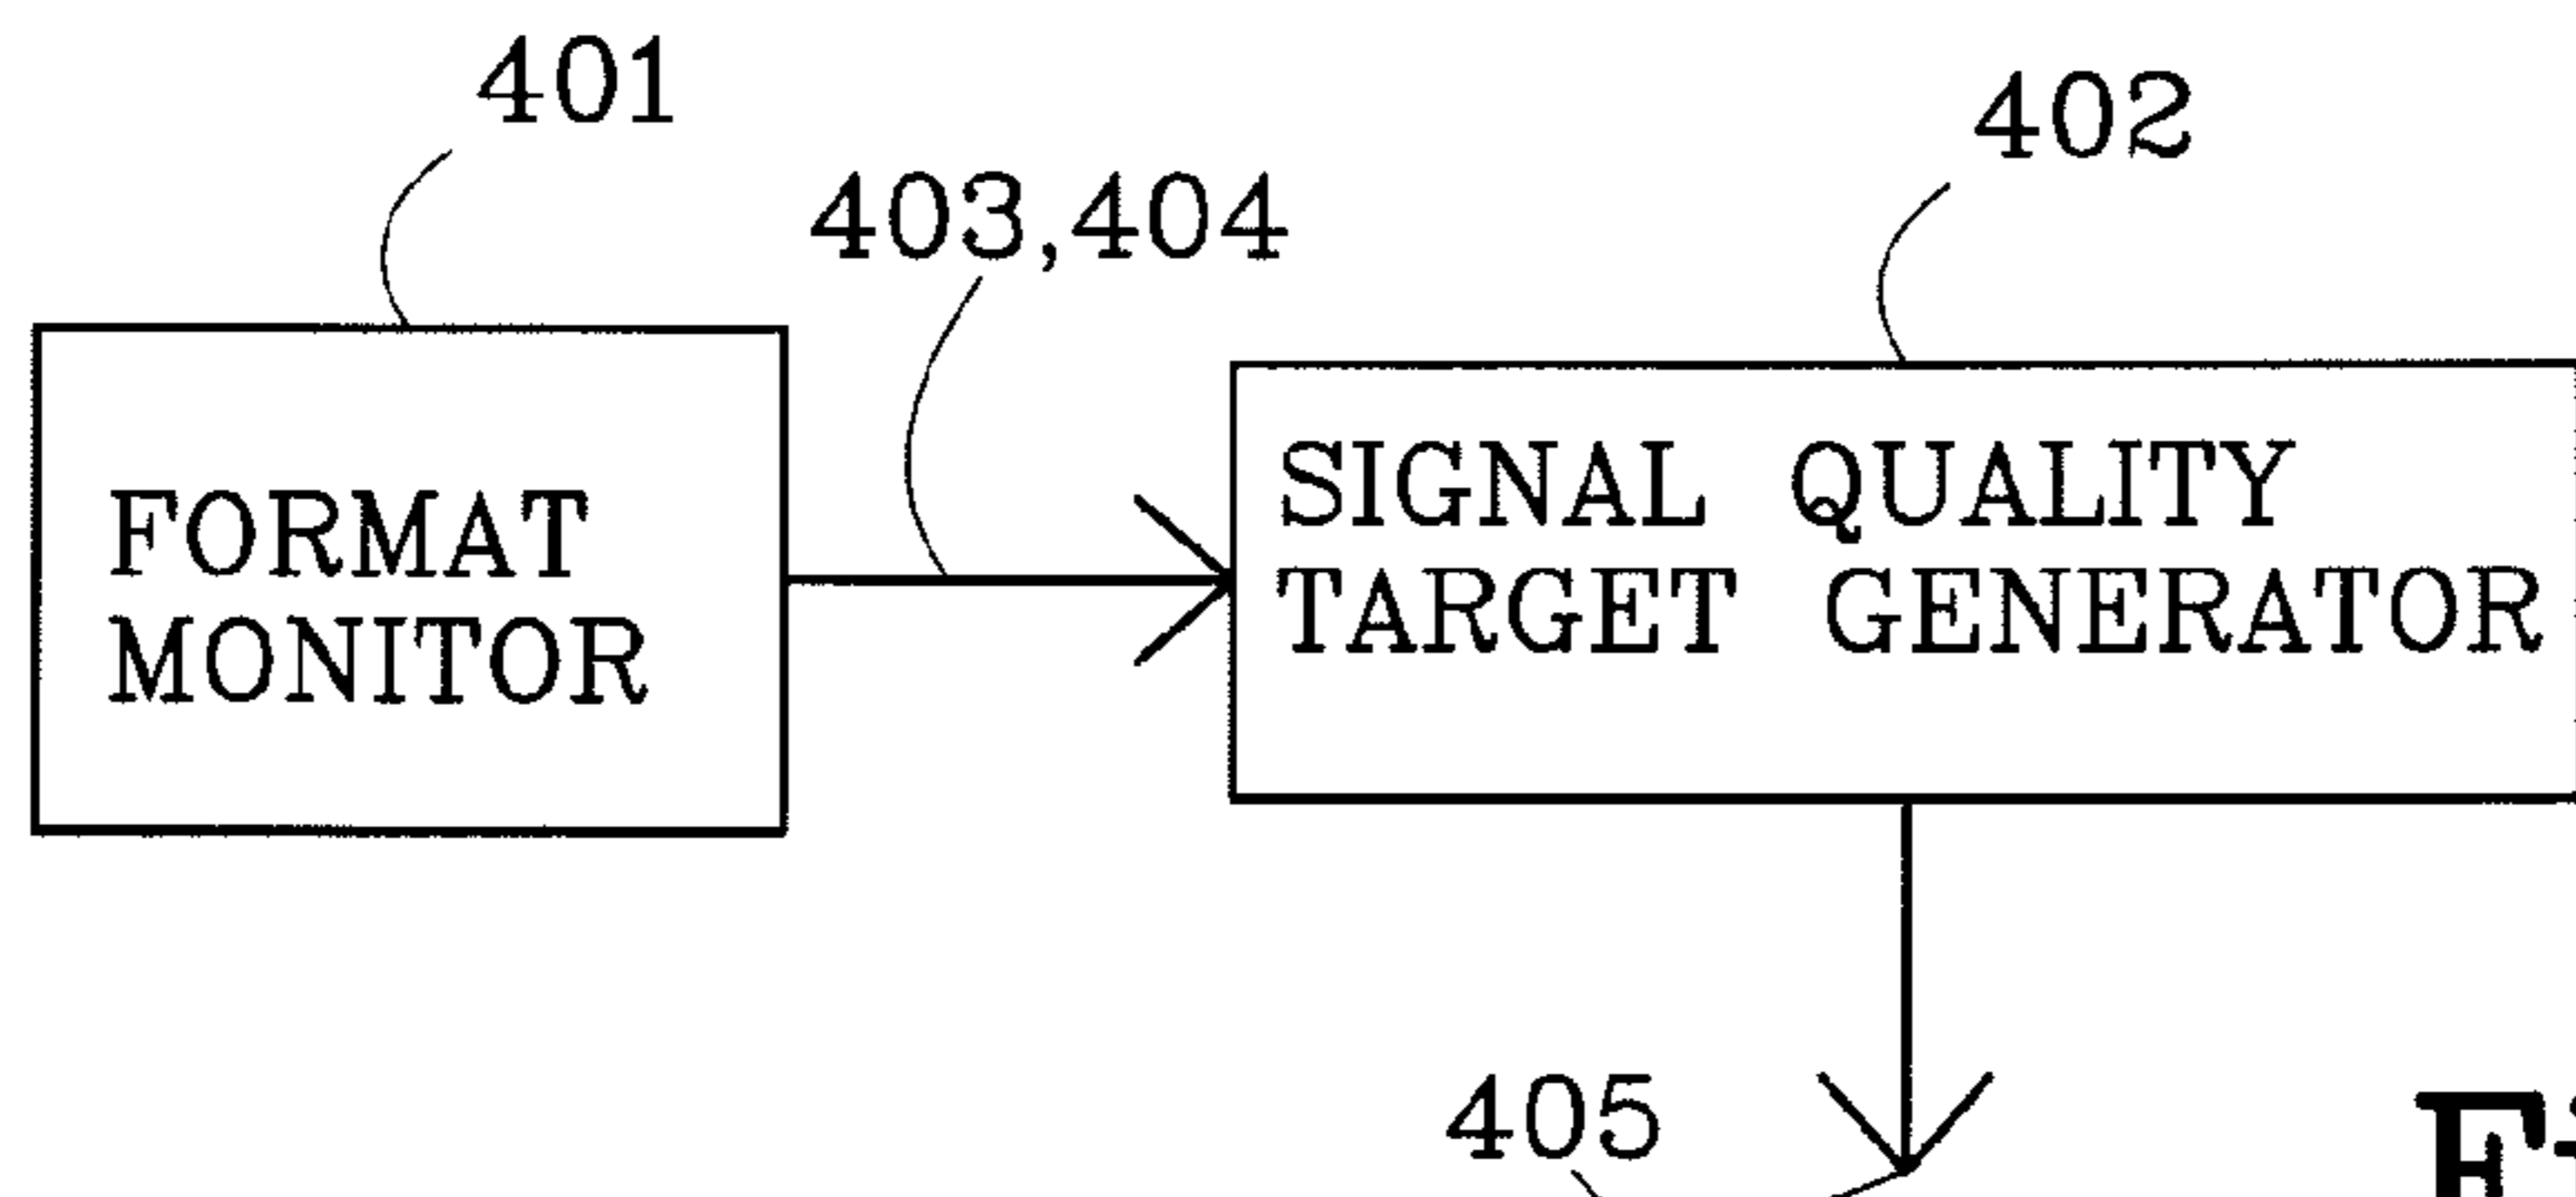 401
402
403,404
FORMAT
MONITOR
SIGNAL QUALITY
TARGET GENERATOR
405